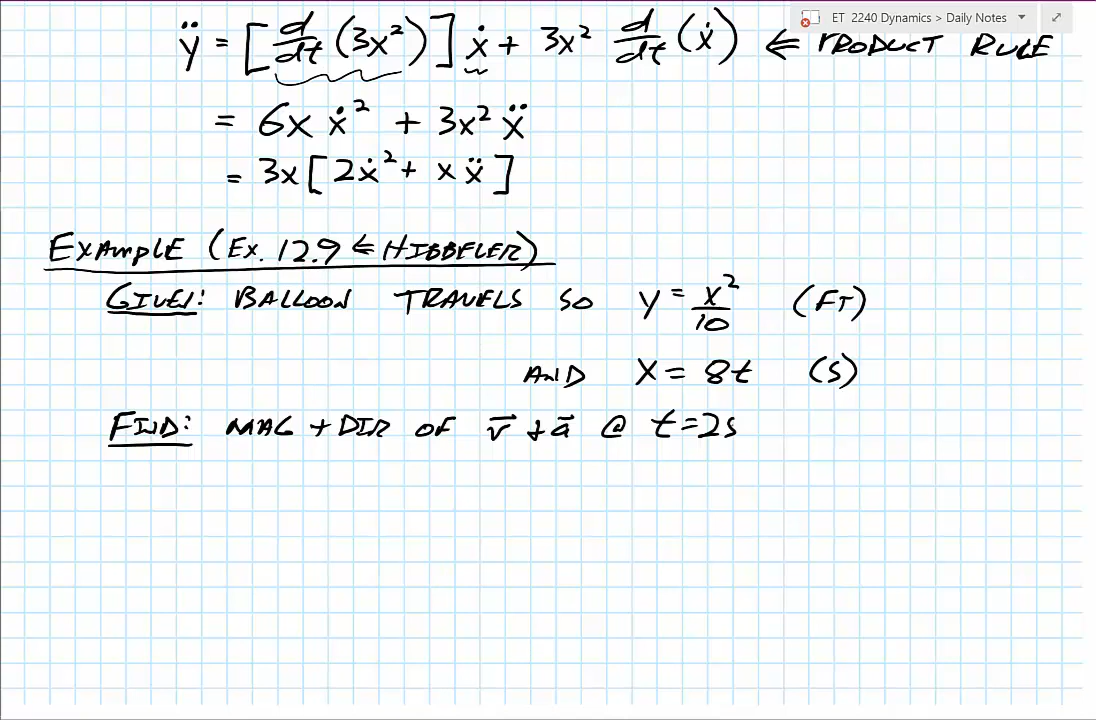 ET 2240 Dynamics > Daily Notes
ÿ = [d/dt (3x²)] ẋ + 3x² d/dt (ẋ) ⇐ PRODUCT RULE
= 6x ẋ² + 3x² ẍ
= 3x [2ẋ² + x ẍ]
EXAMPLE (EX. 12.9 ⇐ HIBBELER)
GIVEN: BALLOON TRAVELS SO y = x²/10 (FT)
AND X = 8t (S)
FIND: MAG + DIR OF v⃗ + a⃗ @ t=2s